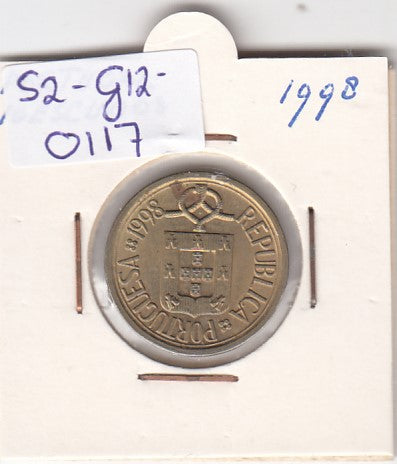 S2-G12-
0117
1998
1998 REPUBLICA PORTUGUESA